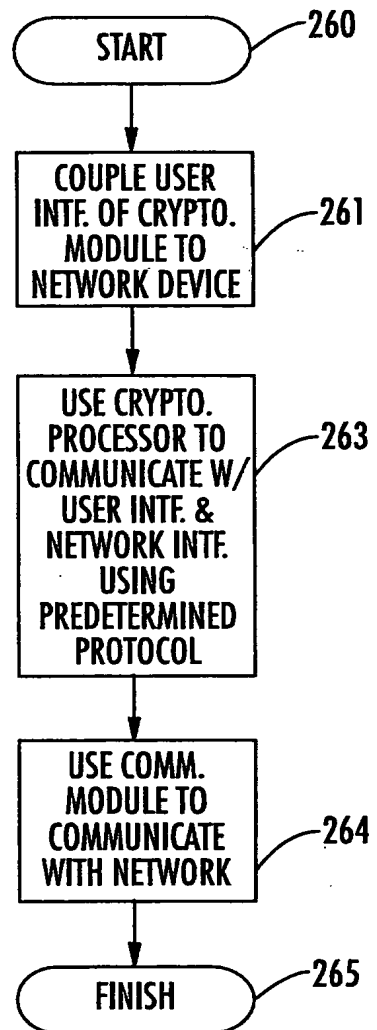 START
260
COUPLE USER
INTF. OF CRYPTO.
MODULE TO
NETWORK DEVICE
261
USE CRYPTO.
PROCESSOR TO
COMMUNICATE W/
USER INTF. &
NETWORK INTF.
USING
PREDETERMINED
PROTOCOL
263
USE COMM.
MODULE TO
COMMUNICATE
WITH NETWORK
264
FINISH
265